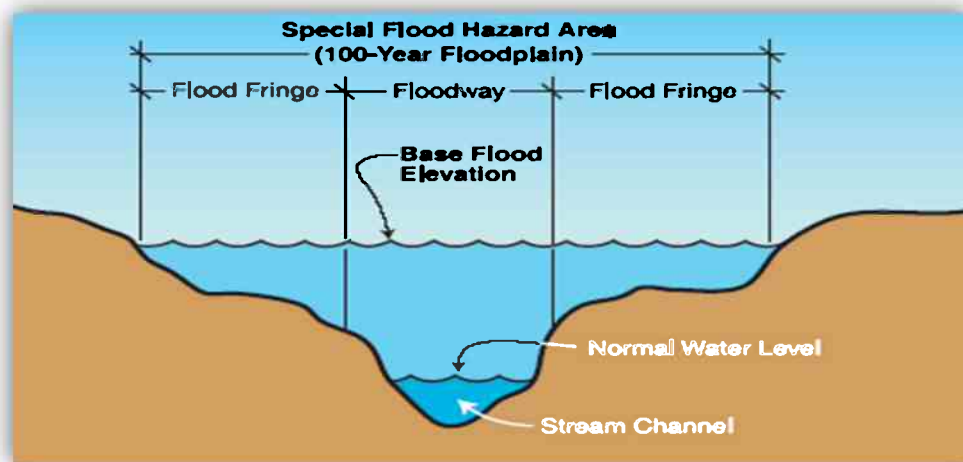 Special Flood Hazard Area
(100-Year Floodplain)
Flood Fringe
Floodway
Flood Fringe
Base Flood
Elevation
Normal Water Level
Stream Channel